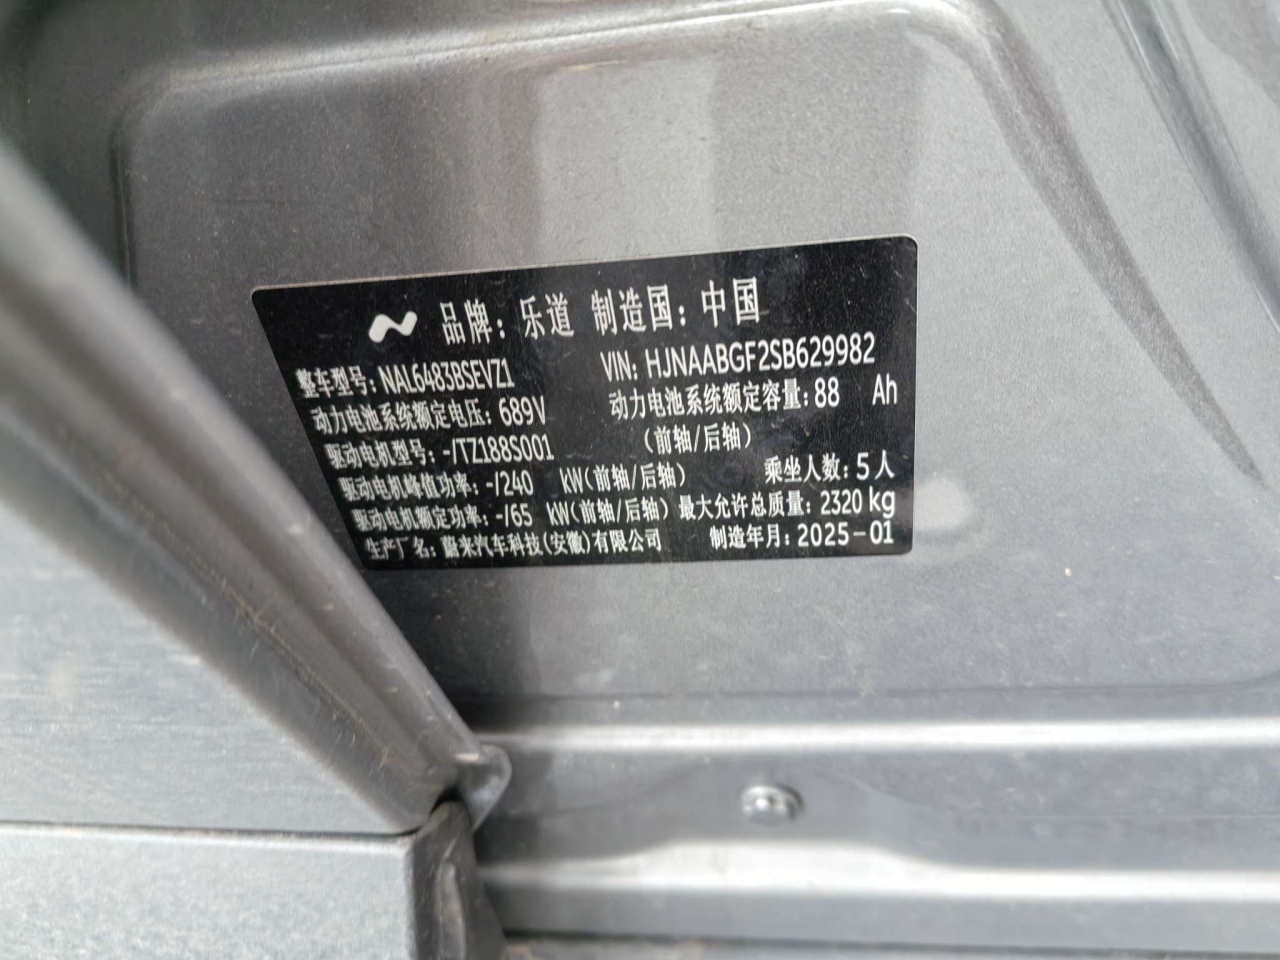 品牌：乐道 制造国：中国
整车型号：NAL6483BSEVZ1 VIN：HJNAABGF2SB629982
动力电池系统额定电压：689V 动力电池系统额定容量：88 Ah
驱动电机型号：-/TZ188S001 （前轴/后轴）
驱动电机峰值功率：-/240 kW（前轴/后轴） 乘坐人数：5人
驱动电机额定功率：-/65 kW（前轴/后轴） 最大允许总质量：2320 kg
生产厂名：蔚来汽车科技（安徽）有限公司 制造年月：2025-01